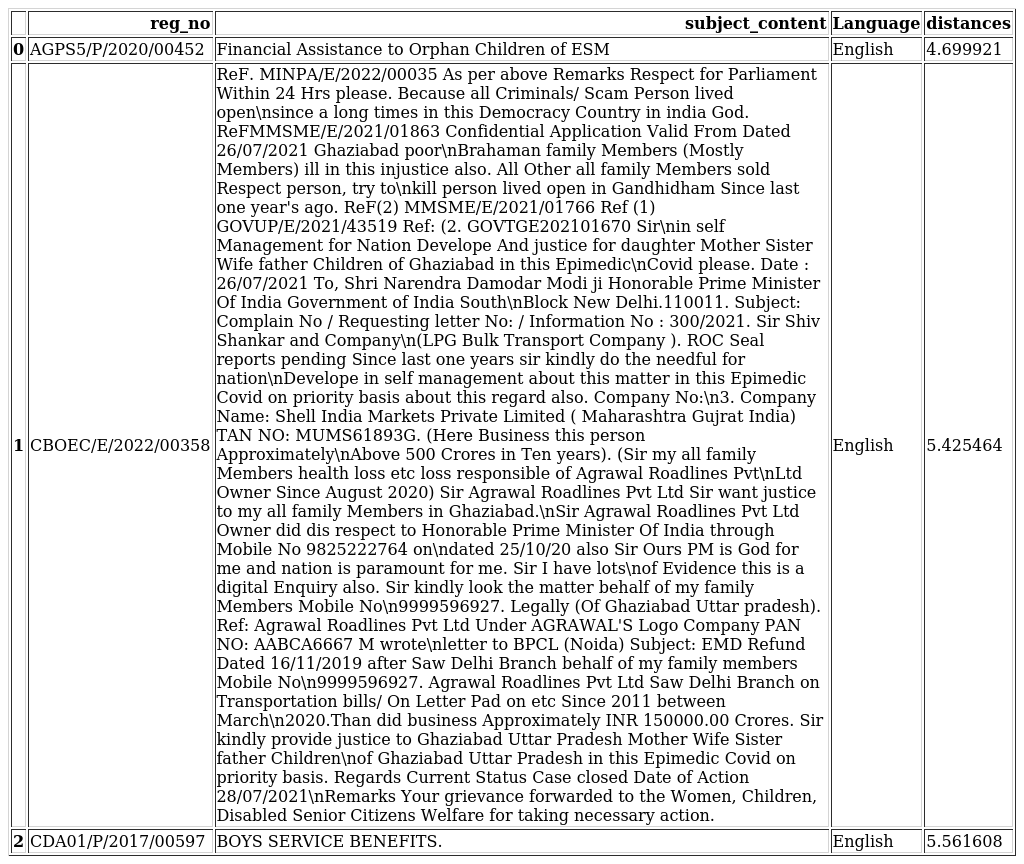 reg_no subject_content Language distances
0 AGPS5/P/2020/00452 Financial Assistance to Orphan Children of ESM English 4.699921
ReF. MINPA/E/2022/00035 As per above Remarks Respect for Parliament
Within 24 Hrs please. Because all Criminals/ Scam Person lived
open\nsince a long times in this Democracy Country in india God.
ReFMMSME/E/2021/01863 Confidential Application Valid From Dated
26/07/2021 Ghaziabad poor\nBrahaman family Members (Mostly
Members) ill in this injustice also. All Other all family Members sold
Respect person, try to\nkill person lived open in Gandhidham Since last
one year's ago. ReF(2) MMSME/E/2021/01766 Ref (1)
GOVUP/E/2021/43519 Ref: (2. GOVTGE202101670 Sir\nin self
Management for Nation Develope And justice for daughter Mother Sister
Wife father Children of Ghaziabad in this Epimedic\nCovid please. Date :
26/07/2021 To, Shri Narendra Damodar Modi ji Honorable Prime Minister
Of India Government of India South\nBlock New Delhi.110011. Subject:
Complain No / Requesting letter No: / Information No : 300/2021. Sir Shiv
Shankar and Company\n(LPG Bulk Transport Company ). ROC Seal
reports pending Since last one years sir kindly do the needful for
nation\nDevelope in self management about this matter in this Epimedic
Covid on priority basis about this regard also. Company No:\n3. Company
Name: Shell India Markets Private Limited ( Maharashtra Gujrat India)
TAN NO: MUMS61893G. (Here Business this person
1 CBOEC/E/2022/00358 Approximately\nAbove 500 Crores in Ten years). (Sir my all family English 5.425464
Members health loss etc loss responsible of Agrawal Roadlines Pvt\nLtd
Owner Since August 2020) Sir Agrawal Roadlines Pvt Ltd Sir want justice
to my all family Members in Ghaziabad.\nSir Agrawal Roadlines Pvt Ltd
Owner did dis respect to Honorable Prime Minister Of India through
Mobile No 9825222764 on\ndated 25/10/20 also Sir Ours PM is God for
me and nation is paramount for me. Sir I have lots\nof Evidence this is a
digital Enquiry also. Sir kindly look the matter behalf of my family
Members Mobile No\n9999596927. Legally (Of Ghaziabad Uttar pradesh).
Ref: Agrawal Roadlines Pvt Ltd Under AGRAWAL'S Logo Company PAN
NO: AABCA6667 M wrote\nletter to BPCL (Noida) Subject: EMD Refund
Dated 16/11/2019 after Saw Delhi Branch behalf of my family members
Mobile No\n9999596927. Agrawal Roadlines Pvt Ltd Saw Delhi Branch on
Transportation bills/ On Letter Pad on etc Since 2011 between
March\n2020.Than did business Approximately INR 150000.00 Crores. Sir
kindly provide justice to Ghaziabad Uttar Pradesh Mother Wife Sister
father Children\nof Ghaziabad Uttar Pradesh in this Epimedic Covid on
priority basis. Regards Current Status Case closed Date of Action
28/07/2021\nRemarks Your grievance forwarded to the Women, Children,
Disabled Senior Citizens Welfare for taking necessary action.
2 CDA01/P/2017/00597 BOYS SERVICE BENEFITS. English 5.561608